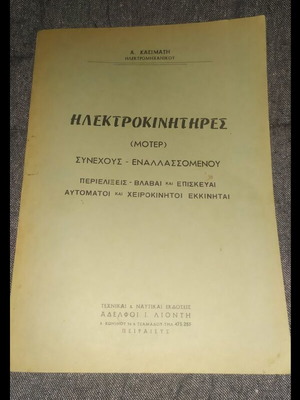 Κ. ΚΑΣΙΜΑΤΗ
ΗΛΕΚΤΡΟΜΗΧΑΝΙΚΟΥ
ΗΛΕΚΤΡΟΚΙΝΗΤΗΡΕΣ
(ΜΟΤΕΡ)
ΣΥΝΕΧΟΥΣ - ΕΝΑΛΛΑΣΣΟΜΕΝΟΥ
ΠΕΡΙΕΛΙΞΕΙΣ - ΒΛΑΒΑΙ ΚΑΙ ΕΠΙΣΚΕΥΑΙ
ΑΥΤΟΜΑΤΟΙ ΚΑΙ ΧΕΙΡΟΚΙΝΗΤΟΙ ΕΚΚΙΝΗΤΑΙ
ΤΕΧΝΙΚΑΙ & ΝΑΥΤΙΚΑΙ ΕΚΔΟΣΕΙΣ
ΑΔΕΛΦΟΙ Ι. ΛΙΟΝΤΗ
ΠΕΙΡΑΙΕΥΣ